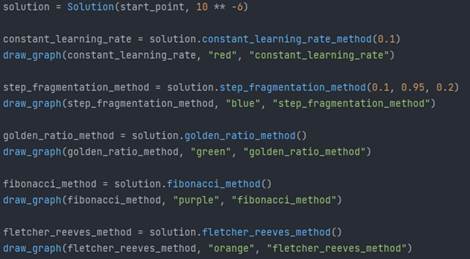 solution = Solution(start_point, 10 ** -6)
constant_learning_rate = solution.constant_learning_rate_method(0.1)
draw_graph(constant_learning_rate, "red", "constant_learning_rate")
step_fragmentation_method = solution.step_fragmentation_method(0.1, 0.95, 0.2)
draw_graph(step_fragmentation_method, "blue", "step_fragmentation_method")
golden_ratio_method = solution.golden_ratio_method()
draw_graph(golden_ratio_method, "green", "golden_ratio_method")
fibonacci_method = solution.fibonacci_method()
draw_graph(fibonacci_method, "purple", "fibonacci_method")
fletcher_reeves_method = solution.fletcher_reeves_method()
draw_graph(fletcher_reeves_method, "orange", "fletcher_reeves_method")